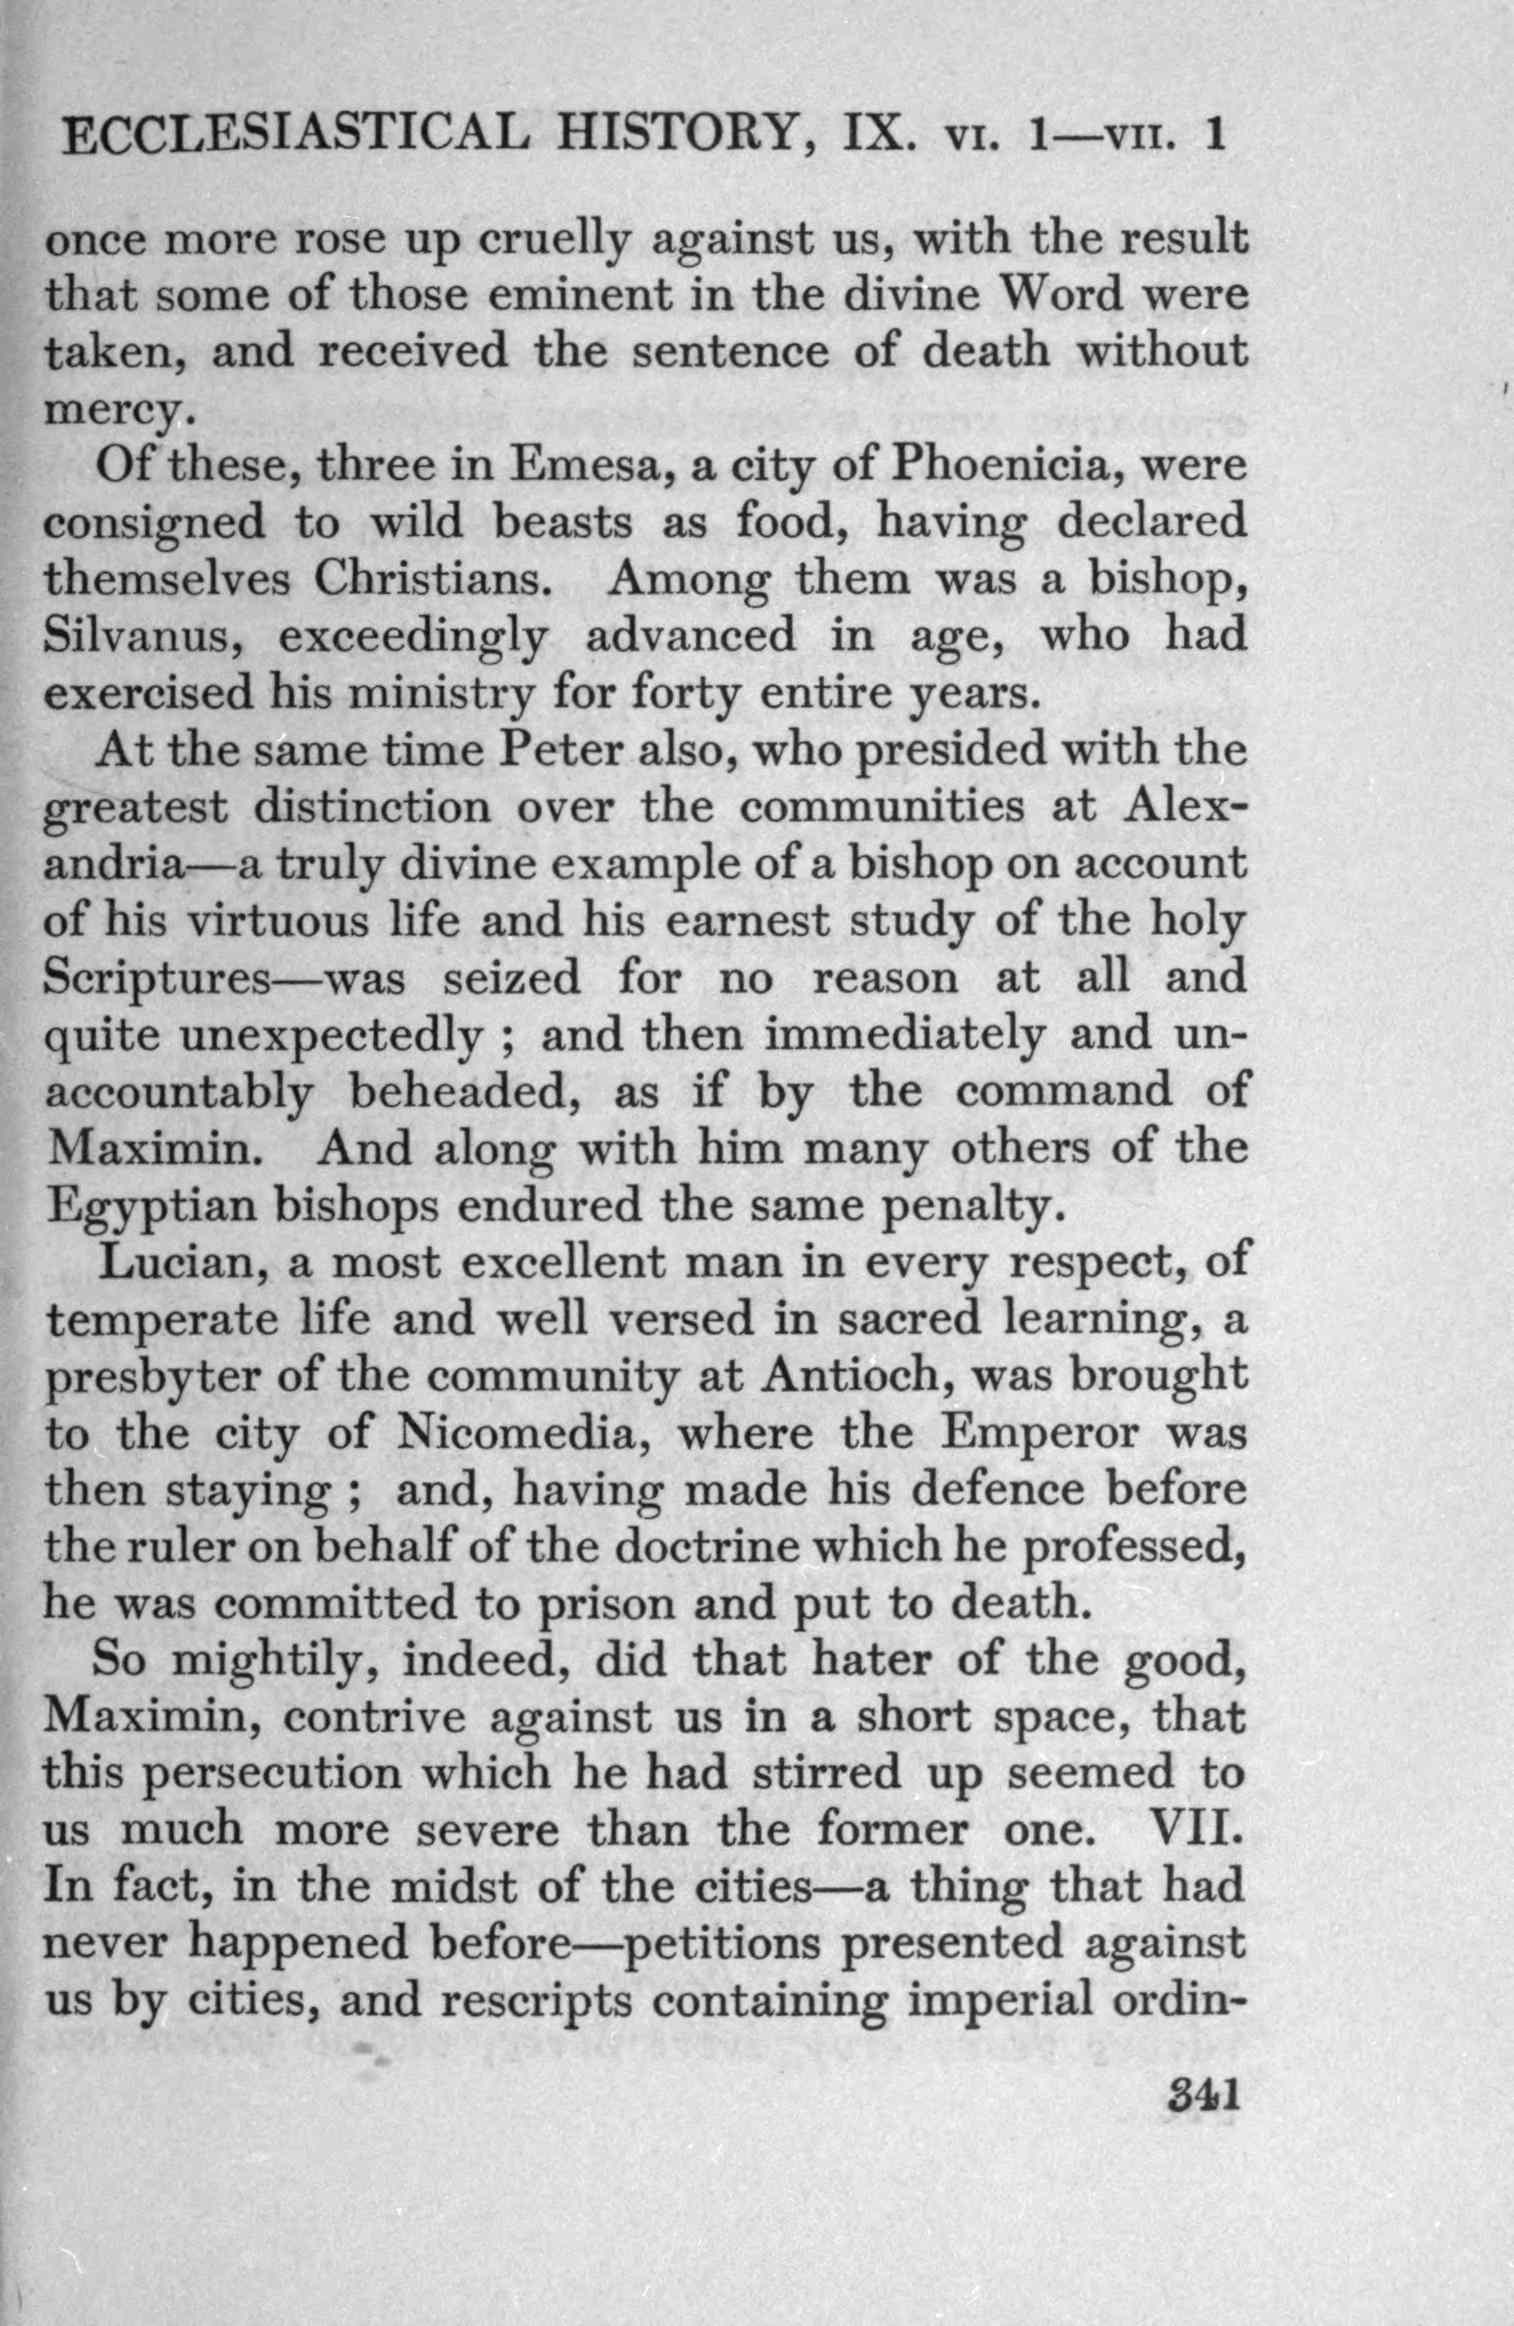 ECCLESIASTICAL HISTORY, IX. VI. 1—VII. 1
once more rose up cruelly against us, with the result
that some of those eminent in the divine Word were
taken, and received the sentence of death without
mercy.
Of these, three in Emesa, a city of Phoenicia, were
consigned to wild beasts as food, having declared
themselves Christians. Among them was a bishop,
Silvanus, exceedingly advanced in age, who had
exercised his ministry for forty entire years.
At the same time Peter also, who presided with the
greatest distinction over the communities at Alex-
andria—a truly divine example of a bishop on account
of his virtuous life and his earnest study of the holy
Scriptures—was seized for no reason at all and
quite unexpectedly ; and then immediately and un-
accountably beheaded, as if by the command of
Maximin. And along with him many others of the
Egyptian bishops endured the same penalty.
Lucian, a most excellent man in every respect, of
temperate life and well versed in sacred learning, a
presbyter of the community at Antioch, was brought
to the city of Nicomedia, where the Emperor was
then staying ; and, having made his defence before
the ruler on behalf of the doctrine which he professed,
he was committed to prison and put to death.
So mightily, indeed, did that hater of the good,
Maximin, contrive against us in a short space, that
this persecution which he had stirred up seemed to
us much more severe than the former one. VII.
In fact, in the midst of the cities—a thing that had
never happened before—petitions presented against
us by cities, and rescripts containing imperial ordin-
341